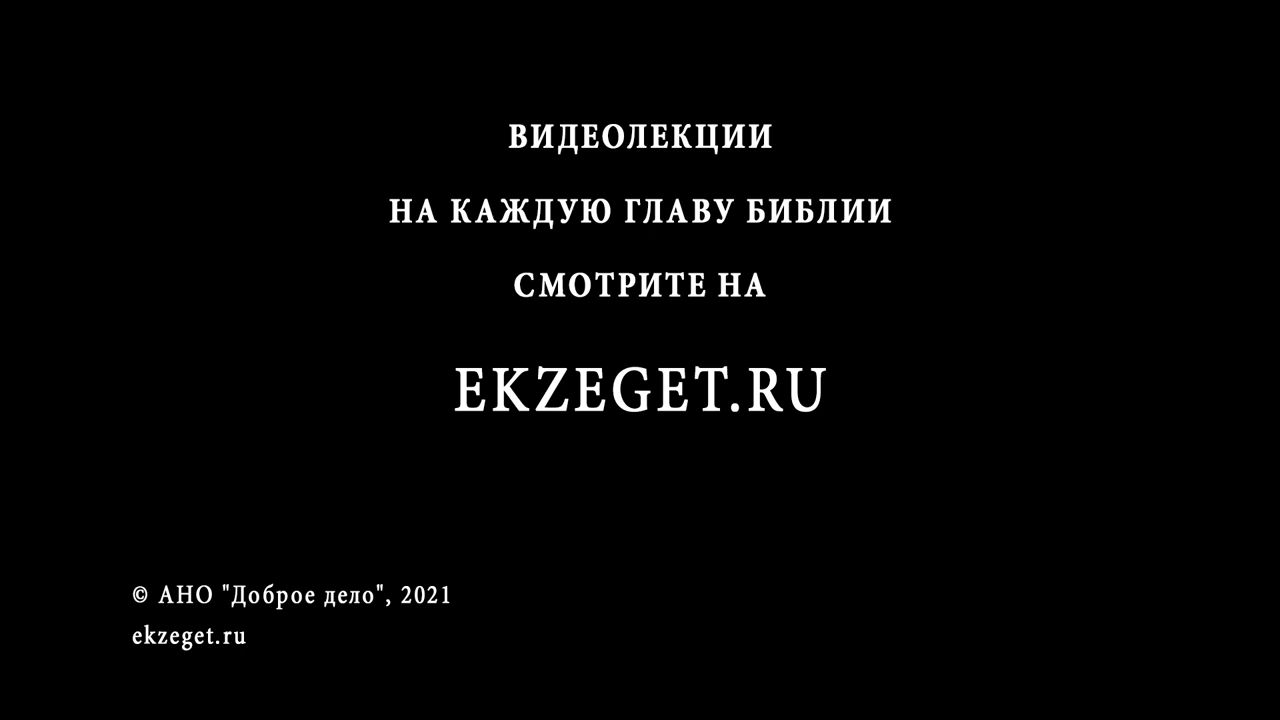 ВИДЕОЛЕКЦИИ
НА КАЖДУЮ ГЛАВУ БИБЛИИ
СМОТРИТЕ НА
EKZEGET.RU
© АНО "Доброе дело", 2021
ekzeget.ru